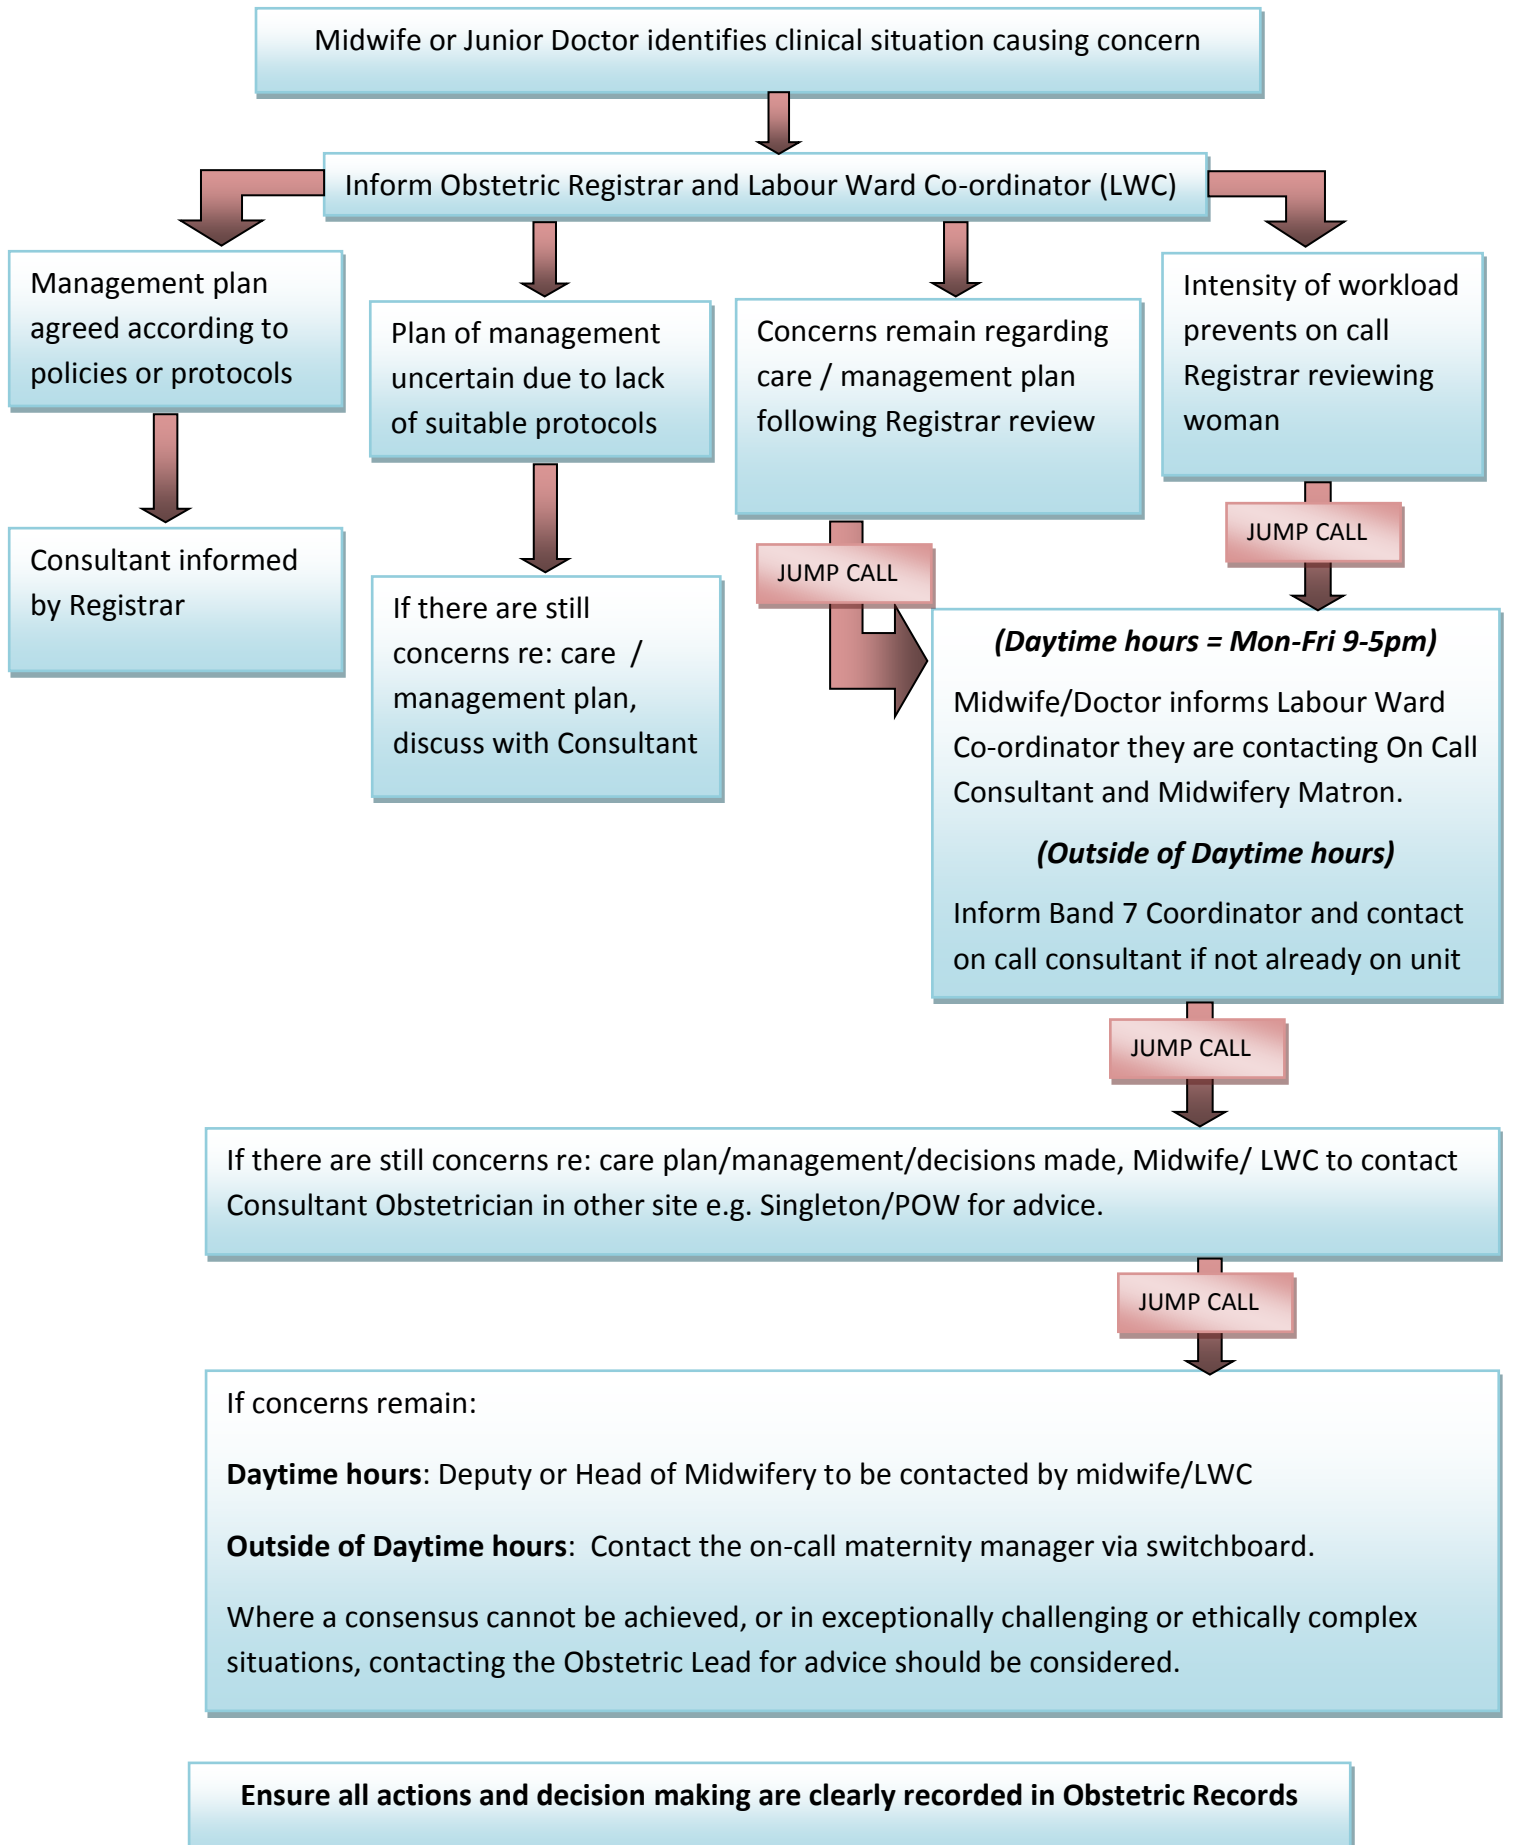 Midwife or Junior Doctor identifies clinical situation causing concern
Inform Obstetric Registrar and Labour Ward Co-ordinator (LWC)
Management plan
agreed according to
policies or protocols
Plan of management
uncertain due to lack
of suitable protocols
Concerns remain regarding
care / management plan
following Registrar review
Intensity of workload
prevents on call
Registrar reviewing
woman
Consultant informed
by Registrar
If there are still
concerns re: care /
management plan,
discuss with Consultant
JUMP CALL
JUMP CALL
(Daytime hours = Mon-Fri 9-5pm)
Midwife/Doctor informs Labour Ward
Co-ordinator they are contacting On Call
Consultant and Midwifery Matron.
(Outside of Daytime hours)
Inform Band 7 Coordinator and contact
on call consultant if not already on unit
JUMP CALL
If there are still concerns re: care plan/management/decisions made, Midwife/ LWC to contact
Consultant Obstetrician in other site e.g. Singleton/POW for advice.
JUMP CALL
If concerns remain:
Daytime hours: Deputy or Head of Midwifery to be contacted by midwife/LWC
Outside of Daytime hours: Contact the on-call maternity manager via switchboard.
Where a consensus cannot be achieved, or in exceptionally challenging or ethically complex
situations, contacting the Obstetric Lead for advice should be considered.
Ensure all actions and decision making are clearly recorded in Obstetric Records